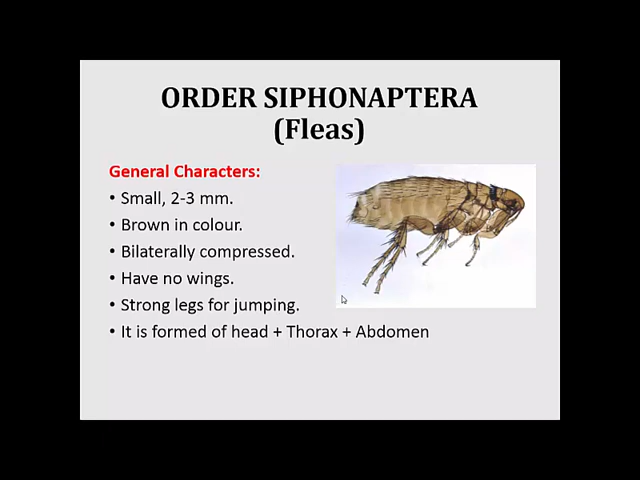 ORDER SIPHONAPTERA
(Fleas)
General Characters:
• Small, 2-3 mm.
• Brown in colour.
• Bilaterally compressed.
• Have no wings.
• Strong legs for jumping.
• It is formed of head + Thorax + Abdomen